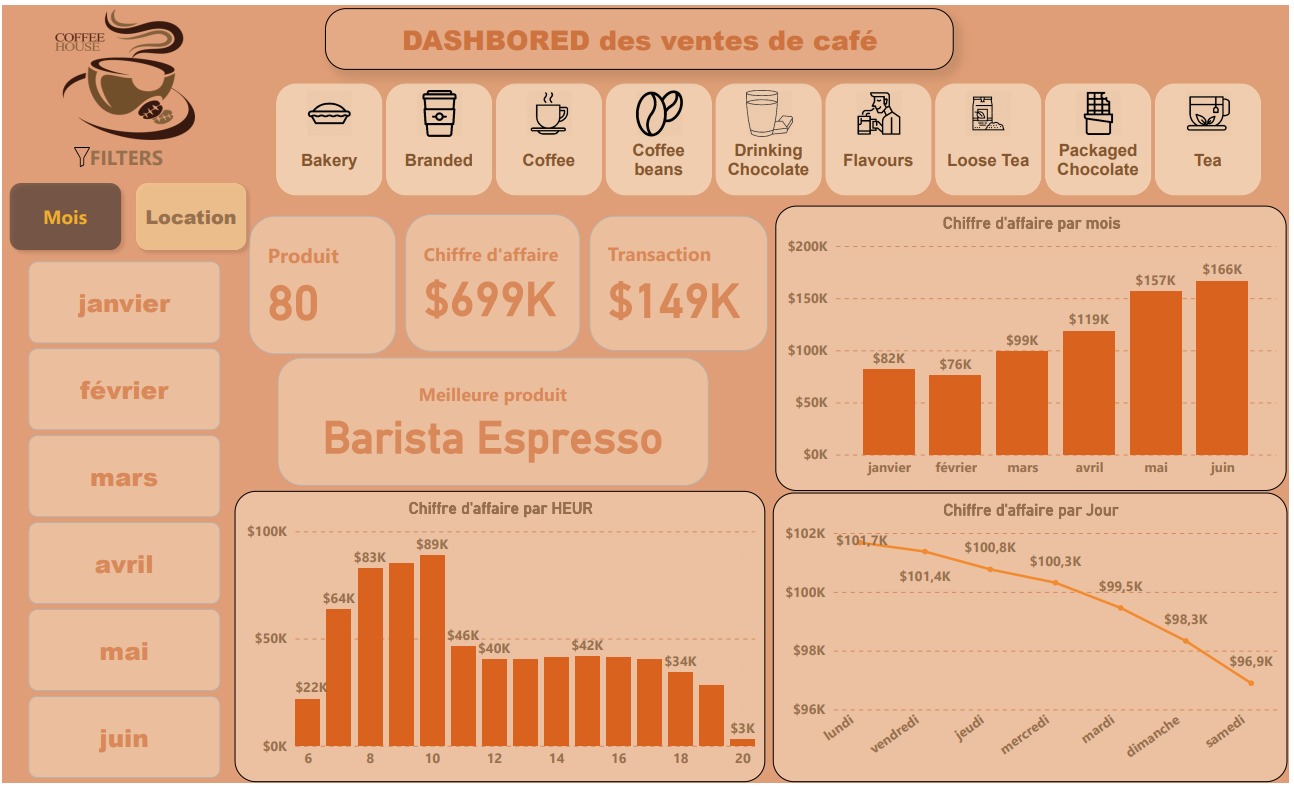 COFFEE
HOUSE
DASHBORED des ventes de café
FILTERS
Bakery
Branded
Coffee
Coffee
beans
Drinking
Chocolate
Flavours
Loose Tea
Packaged
Chocolate
Tea
Mois
Location
janvier
février
mars
avril
mai
juin
Produit
80
Chiffre d'affaire
$699K
Transaction
$149K
Meilleure produit
Barista Espresso
Chiffre d'affaire par mois
$200K
$150K
$100K
$50K
$0K
$82K
$76K
$99K
$119K
$157K
$166K
janvier
février
mars
avril
mai
juin
Chiffre d'affaire par HEUR
$100K
$50K
$0K
$22K
$64K
$83K
$89K
$46K
$40K
$42K
$34K
$3K
6
8
10
12
14
16
18
20
Chiffre d'affaire par Jour
$102K
$100K
$98K
$96K
$101,7K
$101,4K
$100,8K
$100,3K
$99,5K
$98,3K
$96,9K
lundi
vendredi
jeudi
mercredi
mardi
dimanche
samedi